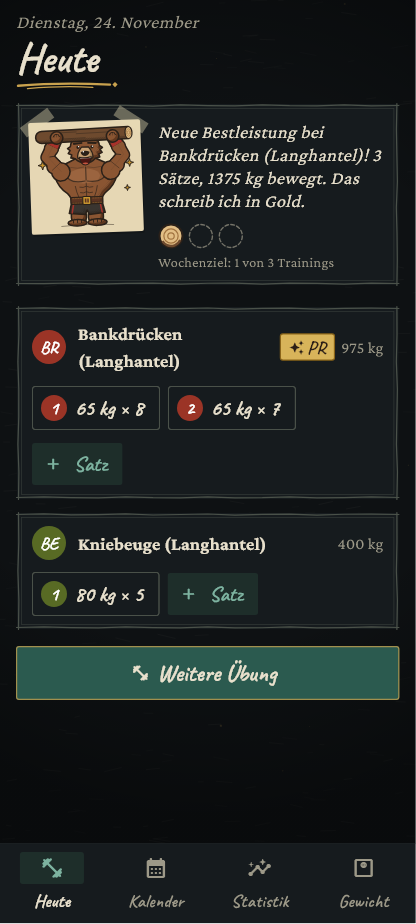 Dienstag, 24. November
Heute
Neue Bestleistung bei
Bankdrücken (Langhantel)! 3
Sätze, 1375 kg bewegt. Das
schreib ich in Gold.
Wochenziel: 1 von 3 Trainings
BR Bankdrücken (Langhantel) PR 975 kg
1 65 kg × 8 2 65 kg × 7
+ Satz
BE Kniebeuge (Langhantel) 400 kg
1 80 kg × 5 + Satz
Weitere Übung
Heute Kalender Statistik Gewicht